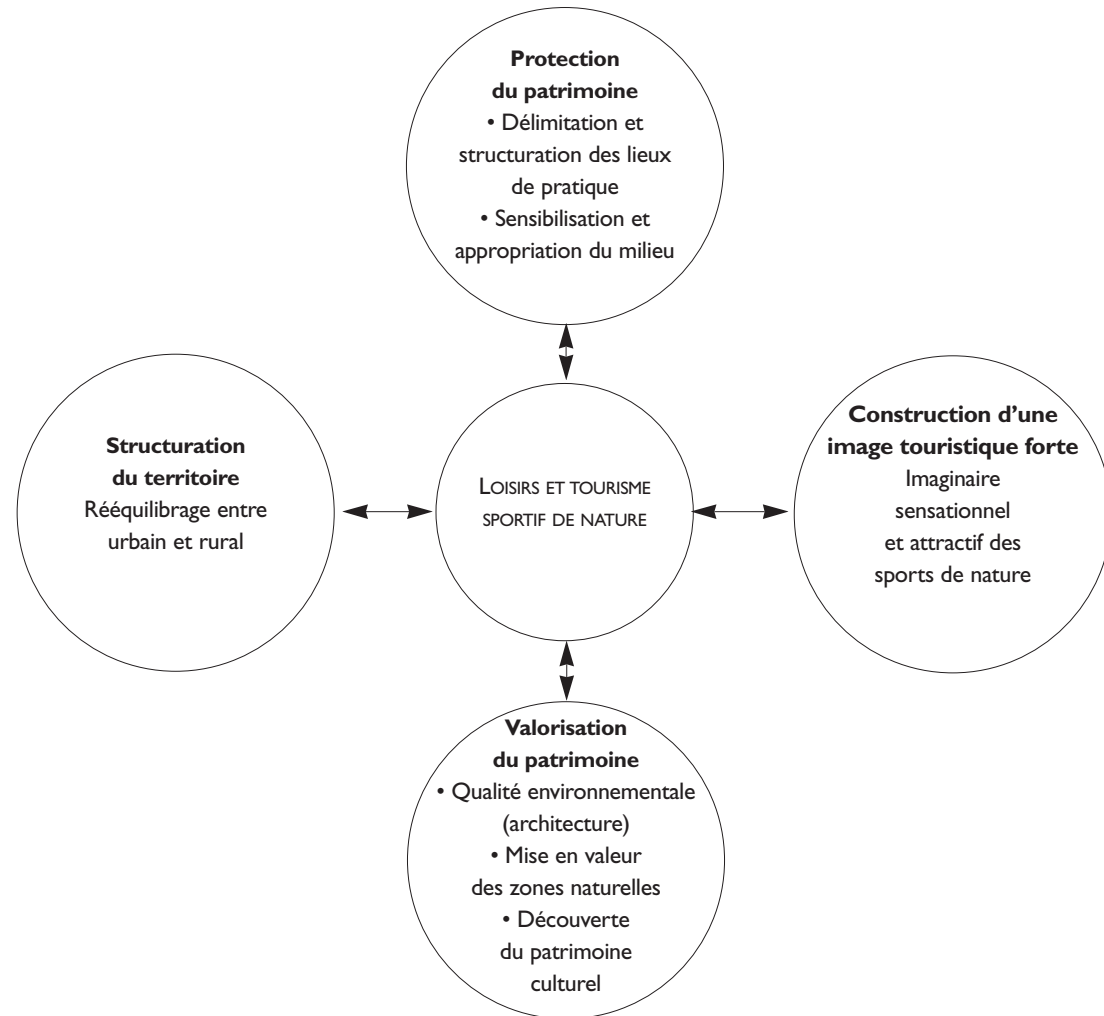 Protection
du patrimoine
• Délimitation et
structuration des lieux
de pratique
• Sensibilisation et
appropriation du milieu
Structuration
du territoire
Rééquilibrage entre
urbain et rural
LOISIRS ET TOURISME
SPORTIF DE NATURE
Construction d’une
image touristique forte
Imaginaire
sensationnel
et attractif des
sports de nature
Valorisation
du patrimoine
• Qualité environnementale
(architecture)
• Mise en valeur
des zones naturelles
• Découverte
du patrimoine
culturel